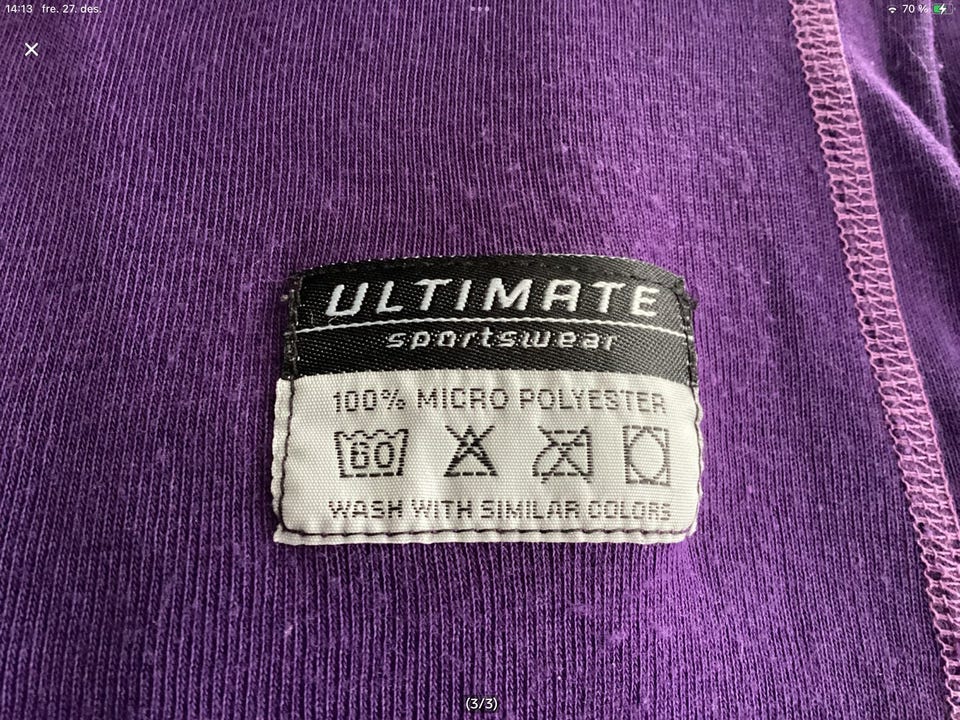 14:13 fre. 27. des.
70 %
ULTIMATE
sportswear
100% MICRO POLYESTER
60
WASH WITH SIMILAR COLORS
(3/3)